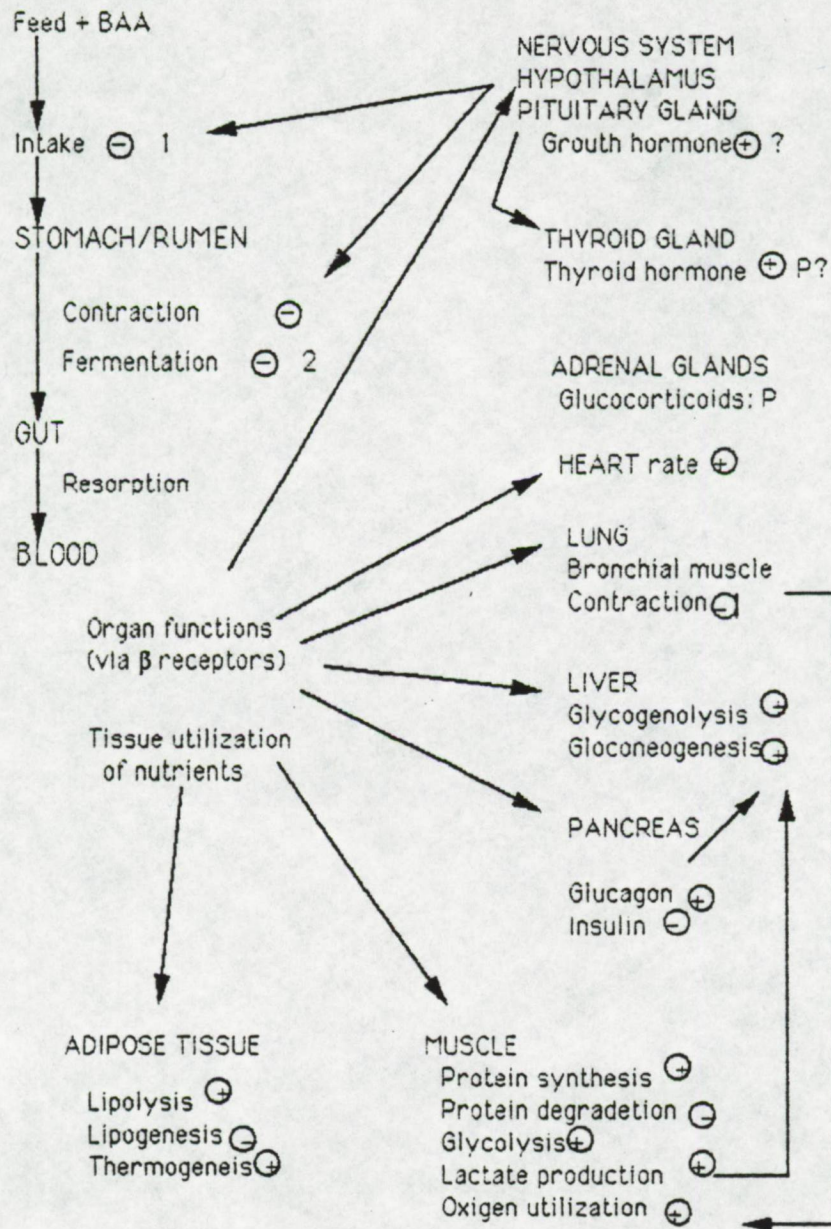 Feed + BAA
Intake ⊖ 1
STOMACH/RUMEN
Contraction ⊖
Fermentation ⊖ 2
GUT
Resorption
BLOOD
NERVOUS SYSTEM
HYPOTHALAMUS
PITUITARY GLAND
Grouth hormone ⊕ ?
THYROID GLAND
Thyroid hormone ⊕ P?
ADRENAL GLANDS
Glucocorticoids: P
HEART rate ⊕
LUNG
Bronchial muscle
Contraction ⊖
Organ functions
(via β receptors)
LIVER
Glycogenolysis ⊕
Gloconeogenesis ⊕
Tissue utilization
of nutrients
PANCREAS
Glucagon ⊕
Insulin ⊖
ADIPOSE TISSUE
Lipolysis ⊕
Lipogenesis ⊖
Thermogeneis ⊕
MUSCLE
Protein synthesis ⊕
Protein degradetion ⊖
Glycolysis ⊕
Lactate production ⊕
Oxigen utilization ⊕